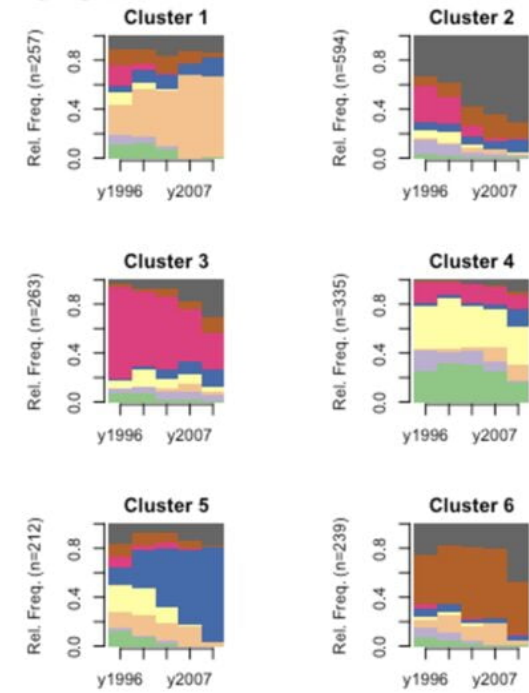 Cluster 1
Rel. Freq. (n=257)
0.0 0.4 0.8
y1996 y2007
Cluster 2
Rel. Freq. (n=594)
0.0 0.4 0.8
y1996 y2007
Cluster 3
Rel. Freq. (n=263)
0.0 0.4 0.8
y1996 y2007
Cluster 4
Rel. Freq. (n=335)
0.0 0.4 0.8
y1996 y2007
Cluster 5
Rel. Freq. (n=212)
0.0 0.4 0.8
y1996 y2007
Cluster 6
Rel. Freq. (n=239)
0.0 0.4 0.8
y1996 y2007